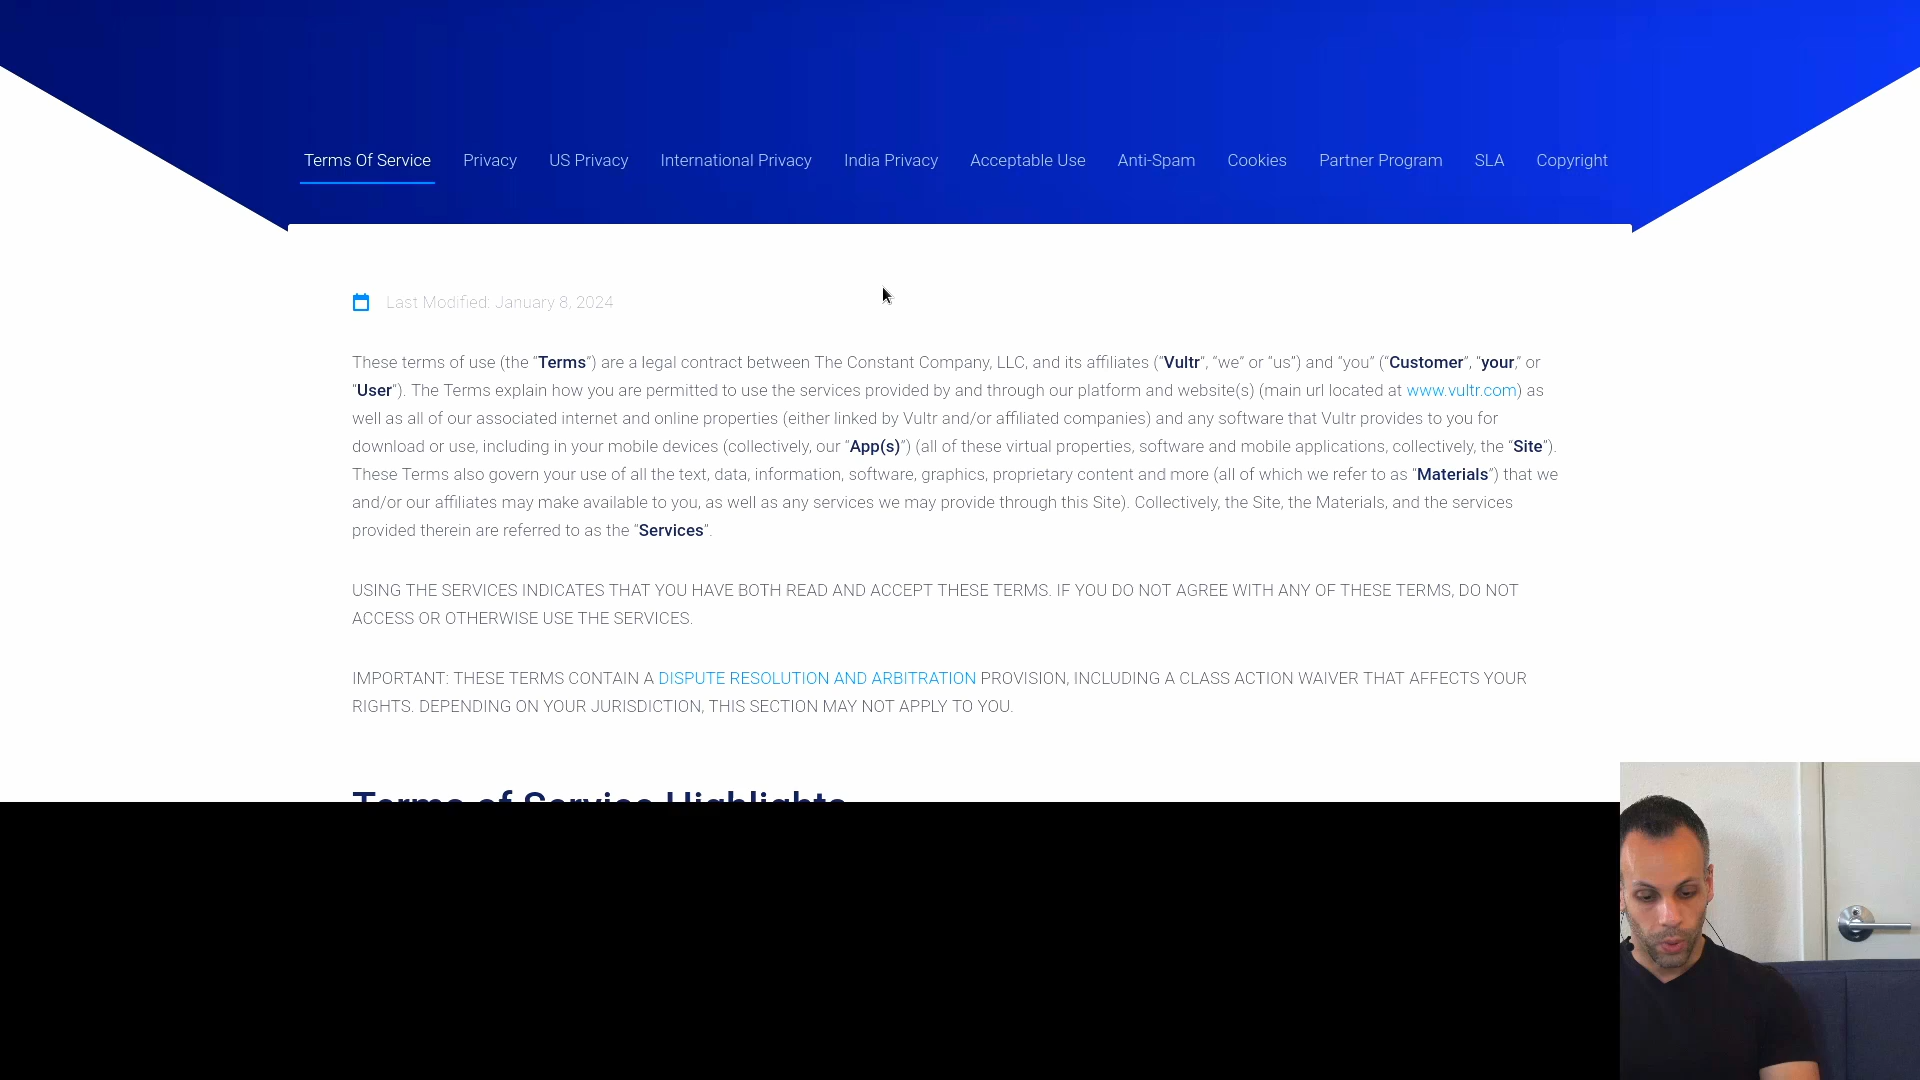 Terms Of Service Privacy US Privacy International Privacy India Privacy Acceptable Use Anti-Spam Cookies Partner Program SLA Copyright
Last Modified: January 8, 2024
These terms of use (the “Terms”) are a legal contract between The Constant Company, LLC, and its affiliates (“Vultr“, “we“ or “us“) and “you” (“Customer“, “your,” or
“User“). The Terms explain how you are permitted to use the services provided by and through our platform and website(s) (main url located at www.vultr.com) as
well as all of our associated internet and online properties (either linked by Vultr and/or affiliated companies) and any software that Vultr provides to you for
download or use, including in your mobile devices (collectively, our “App(s)”) (all of these virtual properties, software and mobile applications, collectively, the “Site“).
These Terms also govern your use of all the text, data, information, software, graphics, proprietary content and more (all of which we refer to as “Materials”) that we
and/or our affiliates may make available to you, as well as any services we may provide through this Site). Collectively, the Site, the Materials, and the services
provided therein are referred to as the “Services“.
USING THE SERVICES INDICATES THAT YOU HAVE BOTH READ AND ACCEPT THESE TERMS. IF YOU DO NOT AGREE WITH ANY OF THESE TERMS, DO NOT
ACCESS OR OTHERWISE USE THE SERVICES.
IMPORTANT: THESE TERMS CONTAIN A DISPUTE RESOLUTION AND ARBITRATION PROVISION, INCLUDING A CLASS ACTION WAIVER THAT AFFECTS YOUR
RIGHTS. DEPENDING ON YOUR JURISDICTION, THIS SECTION MAY NOT APPLY TO YOU.
Terms of Service Highlights